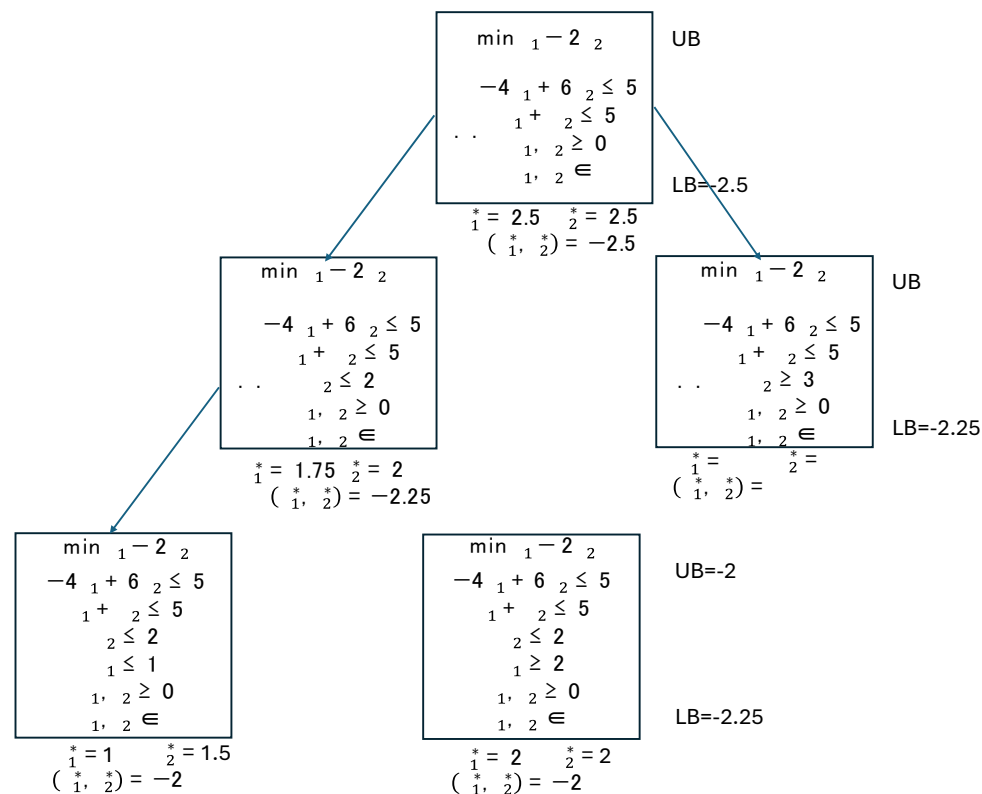 min ₁ − 2 ₂
UB
−4 ₁ + 6 ₂ ≤ 5
₁ + ₂ ≤ 5
. . ₁, ₂ ≥ 0
₁, ₂ ∈
LB=-2.5
₁* = 2.5 ₂* = 2.5
( ₁*, ₂*) = −2.5
min ₁ − 2 ₂
−4 ₁ + 6 ₂ ≤ 5
₁ + ₂ ≤ 5
. . ₂ ≤ 2
₁, ₂ ≥ 0
₁, ₂ ∈
₁* = 1.75 ₂* = 2
( ₁*, ₂*) = −2.25
min ₁ − 2 ₂
UB
−4 ₁ + 6 ₂ ≤ 5
₁ + ₂ ≤ 5
. . ₂ ≥ 3
₁, ₂ ≥ 0
₁, ₂ ∈
LB=-2.25
₁* = ₂* =
( ₁*, ₂*) =
min ₁ − 2 ₂
−4 ₁ + 6 ₂ ≤ 5
₁ + ₂ ≤ 5
₂ ≤ 2
₁ ≤ 1
₁, ₂ ≥ 0
₁, ₂ ∈
₁* = 1 ₂* = 1.5
( ₁*, ₂*) = −2
min ₁ − 2 ₂
UB=-2
−4 ₁ + 6 ₂ ≤ 5
₁ + ₂ ≤ 5
₂ ≤ 2
₁ ≥ 2
₁, ₂ ≥ 0
₁, ₂ ∈
LB=-2.25
₁* = 2 ₂* = 2
( ₁*, ₂*) = −2